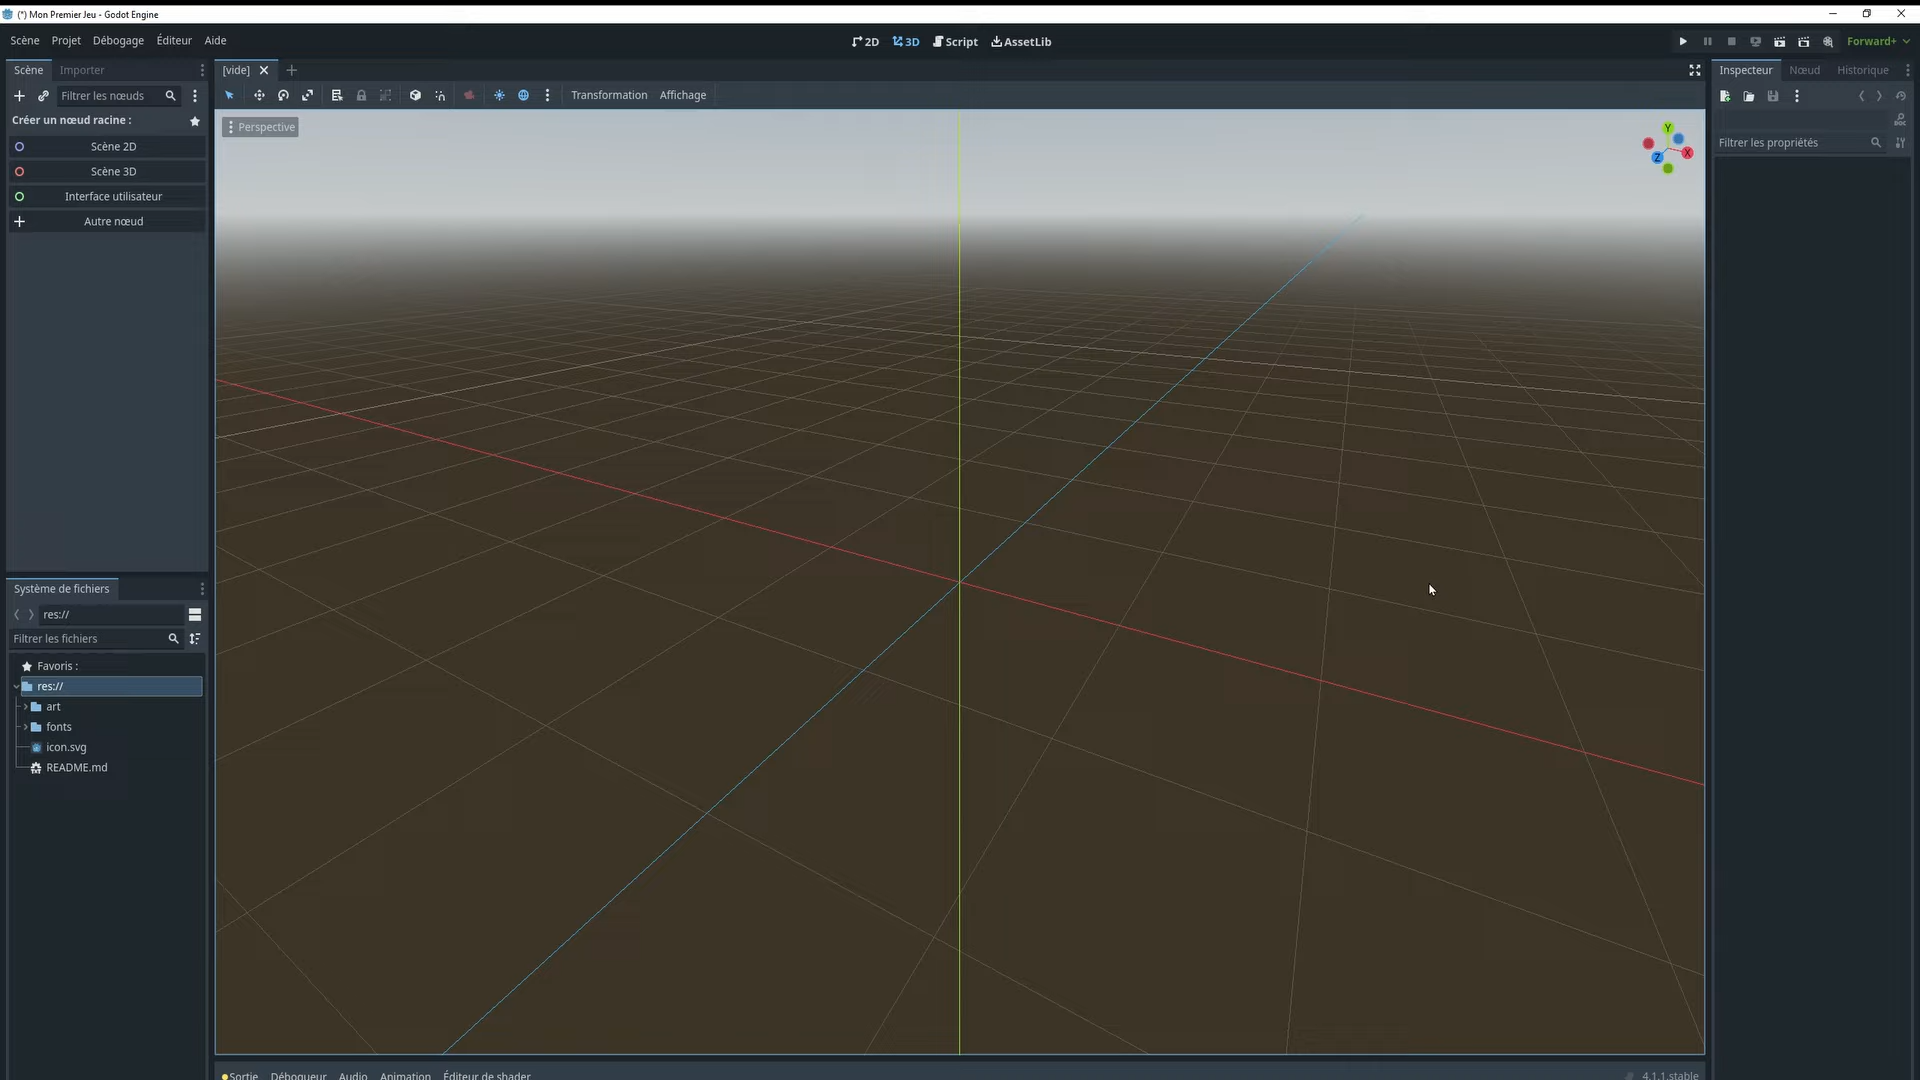 (*) Mon Premier Jeu - Godot Engine
Scène Projet Débogage Éditeur Aide
2D 3D Script AssetLib
Forward+
Scène Importer
[vide]
Inspecteur Nœud Historique
Filtrer les nœuds
Transformation Affichage
Créer un nœud racine :
Perspective
Scène 2D
Scène 3D
Interface utilisateur
Autre nœud
Y
X
Z
DOC
Filtrer les propriétés
Système de fichiers
res://
Filtrer les fichiers
Favoris :
res://
art
fonts
icon.svg
README.md
Sortie Débogueur Audio Animation Éditeur de shader
4.1.1.stable